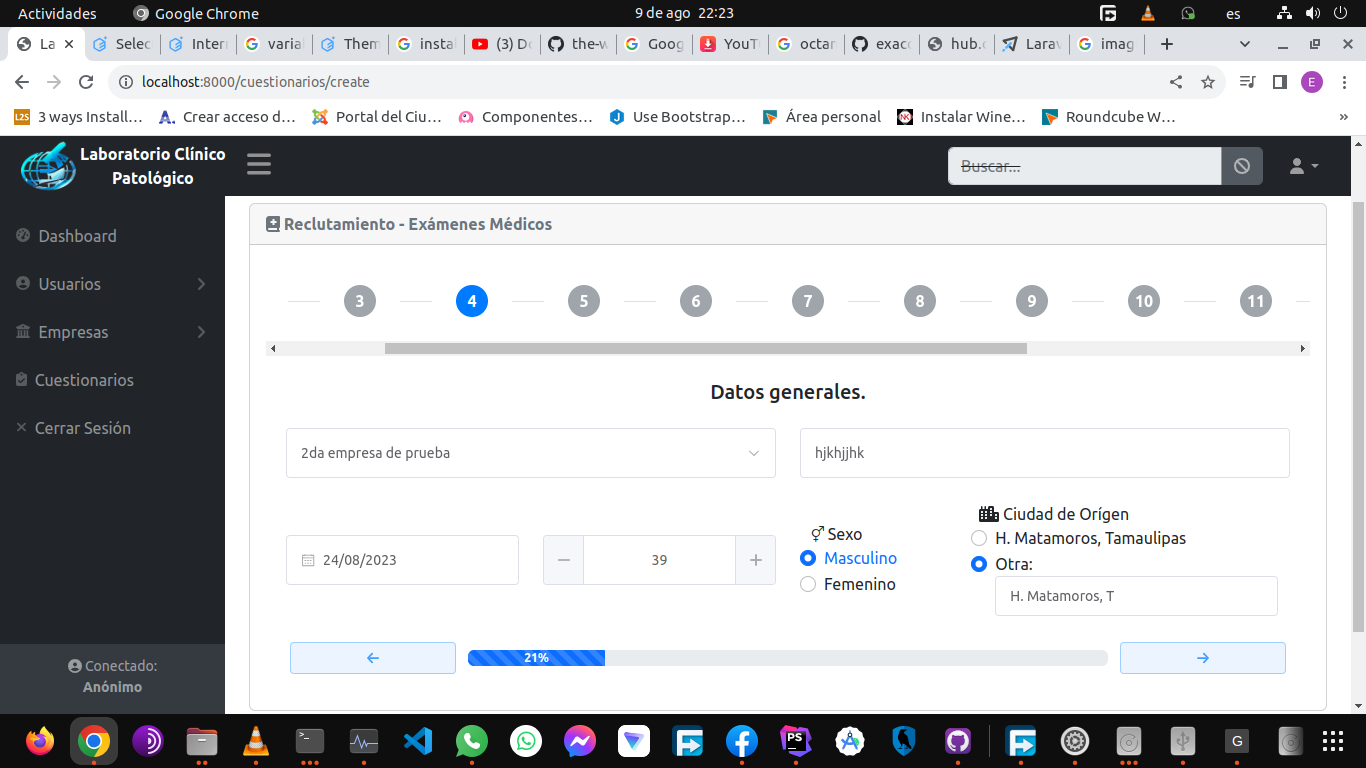 Actividades
Google Chrome
9 de ago 22:23
es
La
Selec
Interr
varia
Them
insta
(3) Do
the-w
Goog
YouT
octar
exaco
hub.c
Larav
imag
localhost:8000/cuestionarios/create
E
3 ways Install…
Crear acceso d…
Portal del Ciu…
Componentes…
Use Bootstrap…
Área personal
Instalar Wine…
Roundcube W…
»
Laboratorio Clínico
Patológico
Buscar...
Dashboard
Usuarios
Empresas
Cuestionarios
Cerrar Sesión
Conectado:
Anónimo
Reclutamiento - Exámenes Médicos
3 4 5 6 7 8 9 10 11
Datos generales.
2da empresa de prueba
hjkhjjhk
24/08/2023
39
Sexo
Masculino
Femenino
Ciudad de Orígen
H. Matamoros, Tamaulipas
Otra:
H. Matamoros, T
21%
PS
G